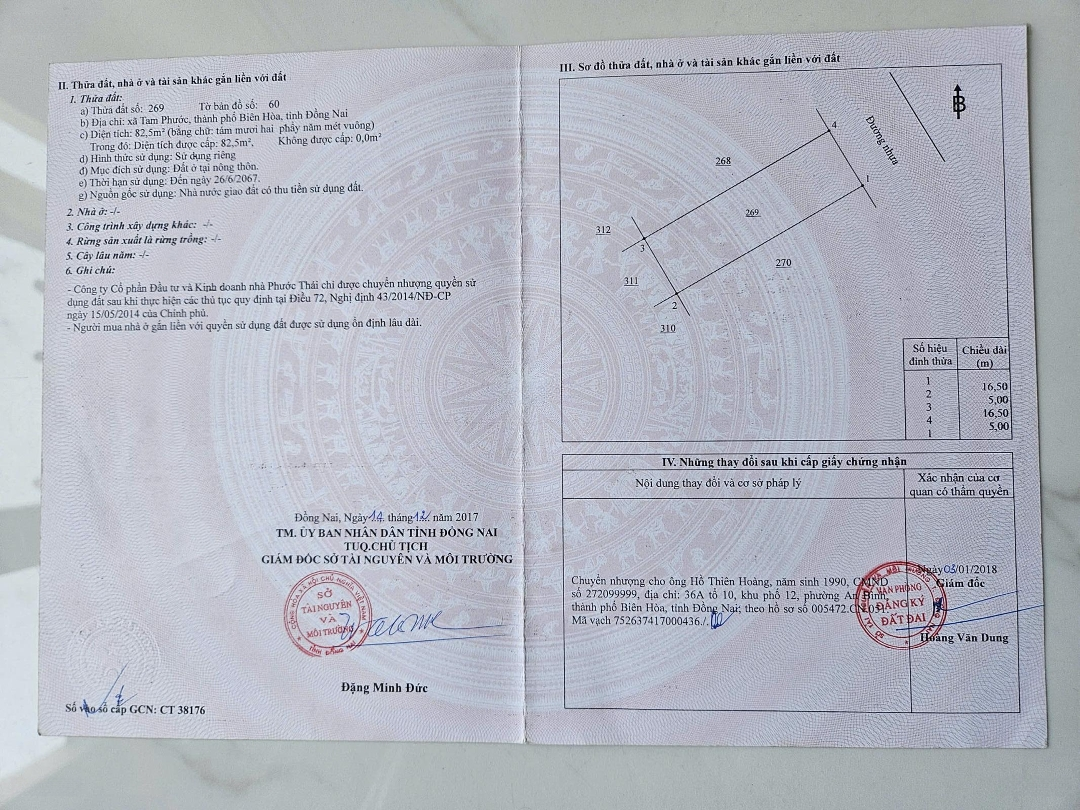 II. Thửa đất, nhà ở và tài sản khác gắn liền với đất
1. Thửa đất:
a) Thửa đất số: 269 Tờ bản đồ số: 60
b) Địa chỉ: xã Tam Phước, thành phố Biên Hòa, tỉnh Đồng Nai
c) Diện tích: 82,5m² (bằng chữ: tám mươi hai phẩy năm mét vuông)
Trong đó: Diện tích được cấp: 82,5m², Không được cấp: 0,0m²
d) Hình thức sử dụng: Sử dụng riêng
đ) Mục đích sử dụng: Đất ở tại nông thôn.
e) Thời hạn sử dụng: Đến ngày 26/6/2067.
g) Nguồn gốc sử dụng: Nhà nước giao đất có thu tiền sử dụng đất.
2. Nhà ở: -/-
3. Công trình xây dựng khác: -/-
4. Rừng sản xuất là rừng trồng: -/-
5. Cây lâu năm: -/-
6. Ghi chú:
- Công ty Cổ phần Đầu tư và Kinh doanh nhà Phước Thái chỉ được chuyển nhượng quyền sử
dụng đất sau khi thực hiện các thủ tục quy định tại Điều 72, Nghị định 43/2014/NĐ-CP
ngày 15/05/2014 của Chính phủ.
- Người mua nhà ở gắn liền với quyền sử dụng đất được sử dụng ổn định lâu dài.
Đồng Nai, Ngày 14 tháng 12 năm 2017
TM. ỦY BAN NHÂN DÂN TỈNH ĐỒNG NAI
TUQ.CHỦ TỊCH
GIÁM ĐỐC SỞ TÀI NGUYÊN VÀ MÔI TRƯỜNG
CỘNG HÒA XÃ HỘI CHỦ NGHĨA VIỆT NAM
SỞ
TÀI NGUYÊN
VÀ
MÔI TRƯỜNG
TỈNH ĐỒNG NAI
Đặng Minh Đức
Số vào sổ cấp GCN: CT 38176
III. Sơ đồ thửa đất, nhà ở và tài sản khác gắn liền với đất
B
4
Đường nhựa
268
1
269
312
3
270
311
2
310
Số hiệu đỉnh thửa
Chiều dài (m)
1
16,50
2
5,00
3
16,50
4
5,00
1
IV. Những thay đổi sau khi cấp giấy chứng nhận
Nội dung thay đổi và cơ sở pháp lý
Xác nhận của cơ quan có thẩm quyền
Chuyển nhượng cho ông Hồ Thiên Hoàng, năm sinh 1990, CMND
số 272099999, địa chỉ: 36A tổ 10, khu phố 12, phường An Bình,
thành phố Biên Hòa, tỉnh Đồng Nai; theo hồ sơ số 005472.CN.051.
Mã vạch 752637417000436./.
Ngày 03/01/2018
Giám đốc
VĂN PHÒNG
ĐĂNG KÝ
ĐẤT ĐAI
Hoàng Văn Dung